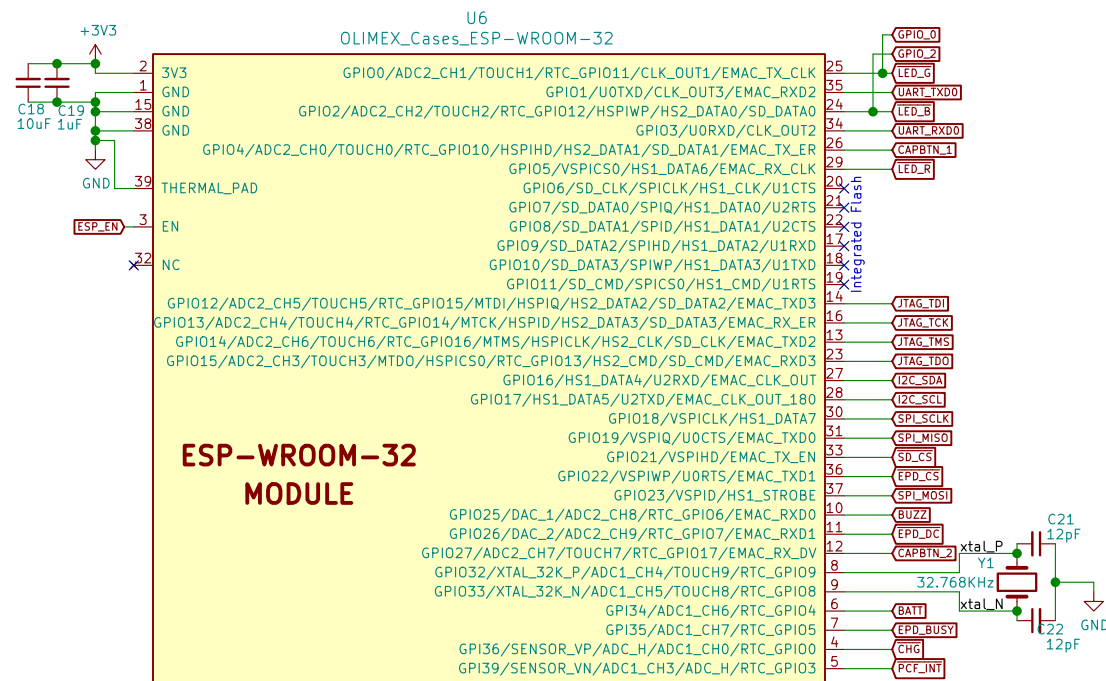 U6
OLIMEX_Cases_ESP-WROOM-32
+3V3
C18
10uF
C19
1uF
GND
2 3V3
1 GND
15 GND
38 GND
39 THERMAL_PAD
ESP_EN 3 EN
32 NC
ESP-WROOM-32
MODULE
GPIO_0
GPIO_2
GPIO0/ADC2_CH1/TOUCH1/RTC_GPIO11/CLK_OUT1/EMAC_TX_CLK 25 LED_G
GPIO1/U0TXD/CLK_OUT3/EMAC_RXD2 35 UART_TXD0
GPIO2/ADC2_CH2/TOUCH2/RTC_GPIO12/HSPIWP/HS2_DATA0/SD_DATA0 24 LED_B
GPIO3/U0RXD/CLK_OUT2 34 UART_RXD0
GPIO4/ADC2_CH0/TOUCH0/RTC_GPIO10/HSPIHD/HS2_DATA1/SD_DATA1/EMAC_TX_ER 26 CAPBTN_1
GPIO5/VSPICS0/HS1_DATA6/EMAC_RX_CLK 29 LED_R
GPIO6/SD_CLK/SPICLK/HS1_CLK/U1CTS 20
GPIO7/SD_DATA0/SPIQ/HS1_DATA0/U2RTS 21
GPIO8/SD_DATA1/SPID/HS1_DATA1/U2CTS 22
GPIO9/SD_DATA2/SPIHD/HS1_DATA2/U1RXD 17
GPIO10/SD_DATA3/SPIWP/HS1_DATA3/U1TXD 18
GPIO11/SD_CMD/SPICS0/HS1_CMD/U1RTS 19
Integrated Flash
GPIO12/ADC2_CH5/TOUCH5/RTC_GPIO15/MTDI/HSPIQ/HS2_DATA2/SD_DATA2/EMAC_TXD3 14 JTAG_TDI
GPIO13/ADC2_CH4/TOUCH4/RTC_GPIO14/MTCK/HSPID/HS2_DATA3/SD_DATA3/EMAC_RX_ER 16 JTAG_TCK
GPIO14/ADC2_CH6/TOUCH6/RTC_GPIO16/MTMS/HSPICLK/HS2_CLK/SD_CLK/EMAC_TXD2 13 JTAG_TMS
GPIO15/ADC2_CH3/TOUCH3/MTDO/HSPICS0/RTC_GPIO13/HS2_CMD/SD_CMD/EMAC_RXD3 23 JTAG_TDO
GPIO16/HS1_DATA4/U2RXD/EMAC_CLK_OUT 27 I2C_SDA
GPIO17/HS1_DATA5/U2TXD/EMAC_CLK_OUT_180 28 I2C_SCL
GPIO18/VSPICLK/HS1_DATA7 30 SPI_SCLK
GPIO19/VSPIQ/U0CTS/EMAC_TXD0 31 SPI_MISO
GPIO21/VSPIHD/EMAC_TX_EN 33 SD_CS
GPIO22/VSPIWP/U0RTS/EMAC_TXD1 36 EPD_CS
GPIO23/VSPID/HS1_STROBE 37 SPI_MOSI
GPIO25/DAC_1/ADC2_CH8/RTC_GPIO6/EMAC_RXD0 10 BUZZ
GPIO26/DAC_2/ADC2_CH9/RTC_GPIO7/EMAC_RXD1 11 EPD_DC
GPIO27/ADC2_CH7/TOUCH7/RTC_GPIO17/EMAC_RX_DV 12 CAPBTN_2
GPIO32/XTAL_32K_P/ADC1_CH4/TOUCH9/RTC_GPIO9 8
GPIO33/XTAL_32K_N/ADC1_CH5/TOUCH8/RTC_GPIO8 9
GPI34/ADC1_CH6/RTC_GPIO4 6 BATT
GPI35/ADC1_CH7/RTC_GPIO5 7 EPD_BUSY
GPI36/SENSOR_VP/ADC_H/ADC1_CH0/RTC_GPIO0 4 CHG
GPI39/SENSOR_VN/ADC1_CH3/ADC_H/RTC_GPIO3 5 PCF_INT
C21
12pF
xtal_P
Y1
32.768KHz
xtal_N
C22
12pF
GND